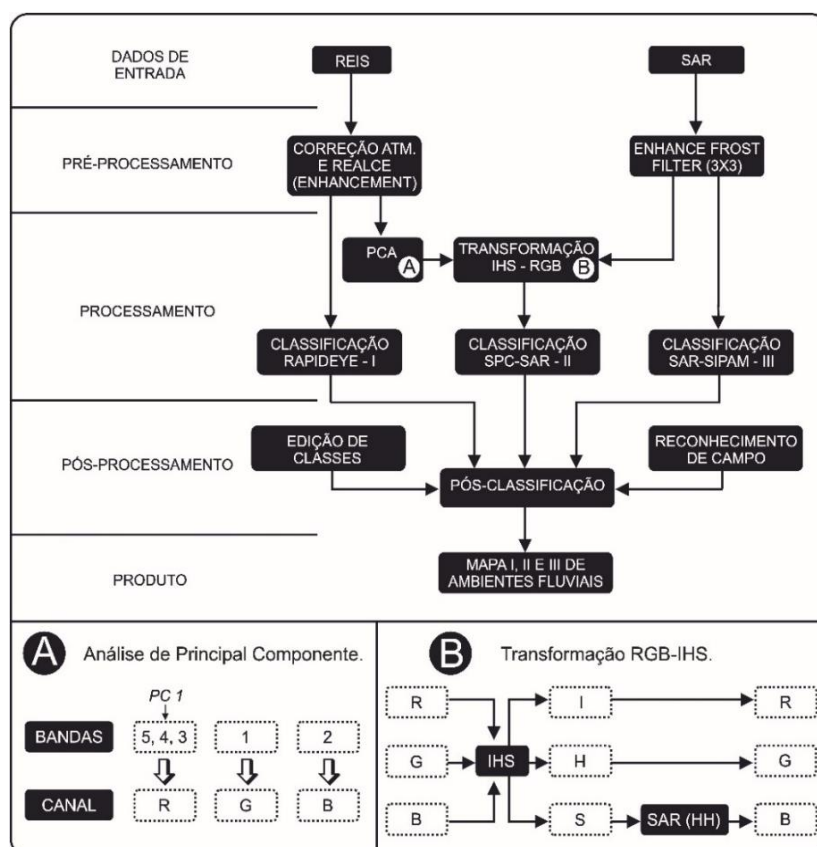 DADOS DE
ENTRADA
REIS
SAR
PRÉ-PROCESSAMENTO
CORREÇÃO ATM.
E REALCE
(ENHANCEMENT)
ENHANCE FROST
FILTER (3X3)
PROCESSAMENTO
PCA
A
TRANSFORMAÇÃO
IHS - RGB
B
CLASSIFICAÇÃO
RAPIDEYE - I
CLASSIFICAÇÃO
SPC-SAR - II
CLASSIFICAÇÃO
SAR-SIPAM - III
PÓS-PROCESSAMENTO
EDIÇÃO DE
CLASSES
RECONHECIMENTO
DE CAMPO
PÓS-CLASSIFICAÇÃO
PRODUTO
MAPA I, II E III DE
AMBIENTES FLUVIAIS
A Análise de Principal Componente.
PC 1
BANDAS 5, 4, 3 1 2
CANAL R G B
B Transformação RGB-IHS.
R I R
G IHS H G
B S SAR (HH) B